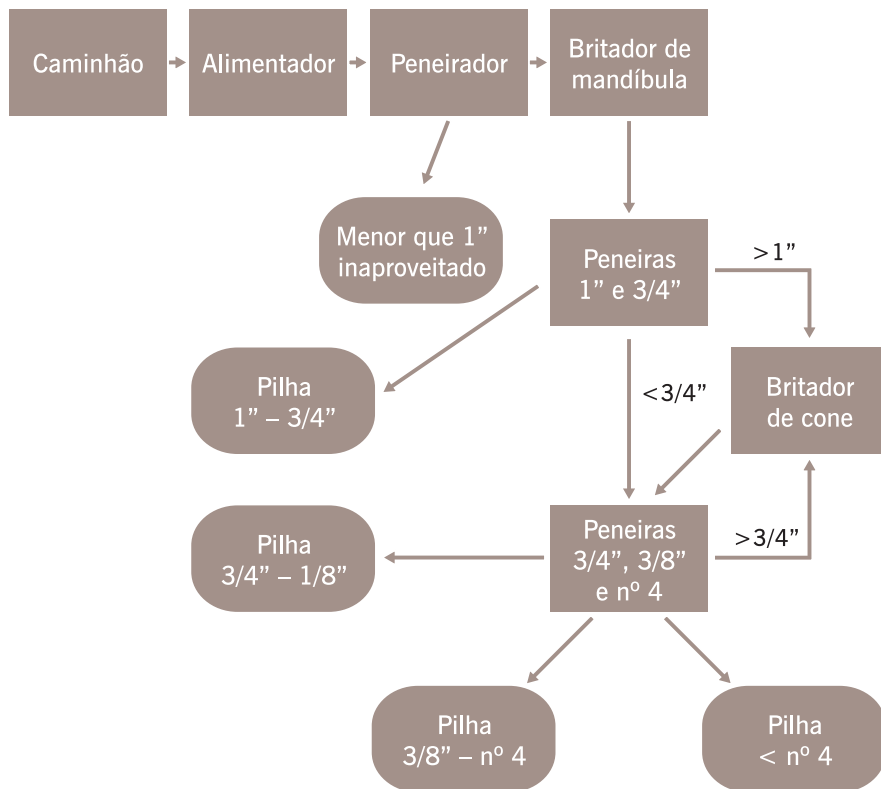 Caminhão
Alimentador
Peneirador
Britador de
mandíbula
Menor que 1”
inaproveitado
Peneiras
1” e 3/4”
>1”
Pilha
1” – 3/4”
<3/4”
Britador
de cone
Pilha
3/4” – 1/8”
Peneiras
3/4”, 3/8”
e nº 4
>3/4”
Pilha
3/8” – nº 4
Pilha
< nº 4